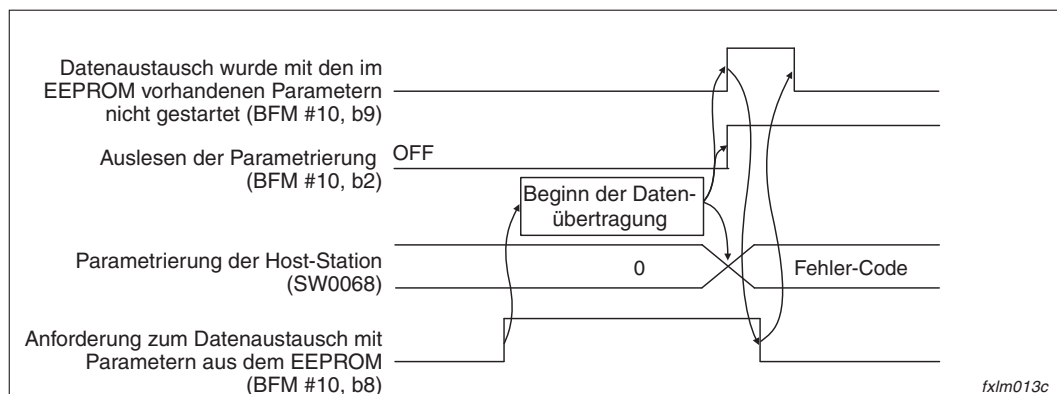 Datenaustausch wurde mit den im
EEPROM vorhandenen Parametern
nicht gestartet (BFM #10, b9)
Auslesen der Parametrierung
(BFM #10, b2)
OFF
Beginn der Daten-
übertragung
Parametrierung der Host-Station
(SW0068)
0
Fehler-Code
Anforderung zum Datenaustausch mit
Parametern aus dem EEPROM
(BFM #10, b8)
fxlm013c